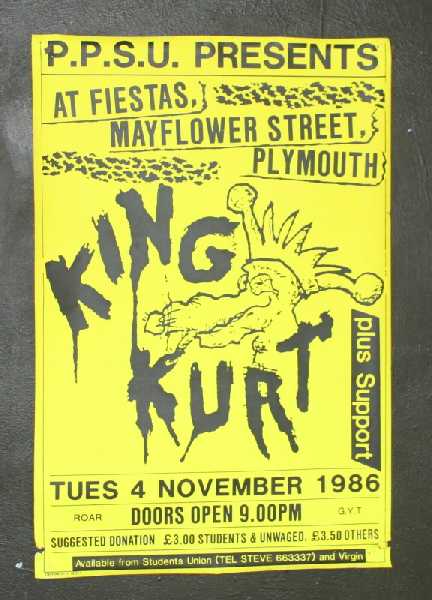 P.P.S.U. PRESENTS
AT FIESTAS,
MAYFLOWER STREET,
PLYMOUTH
KING
KURT
plus Support
TUES 4 NOVEMBER 1986
ROAR DOORS OPEN 9.00PM G.Y.T
SUGGESTED DONATION £3.00 STUDENTS & UNWAGED. £3.50 OTHERS
Available from Students Union (TEL STEVE 663337) and Virgin